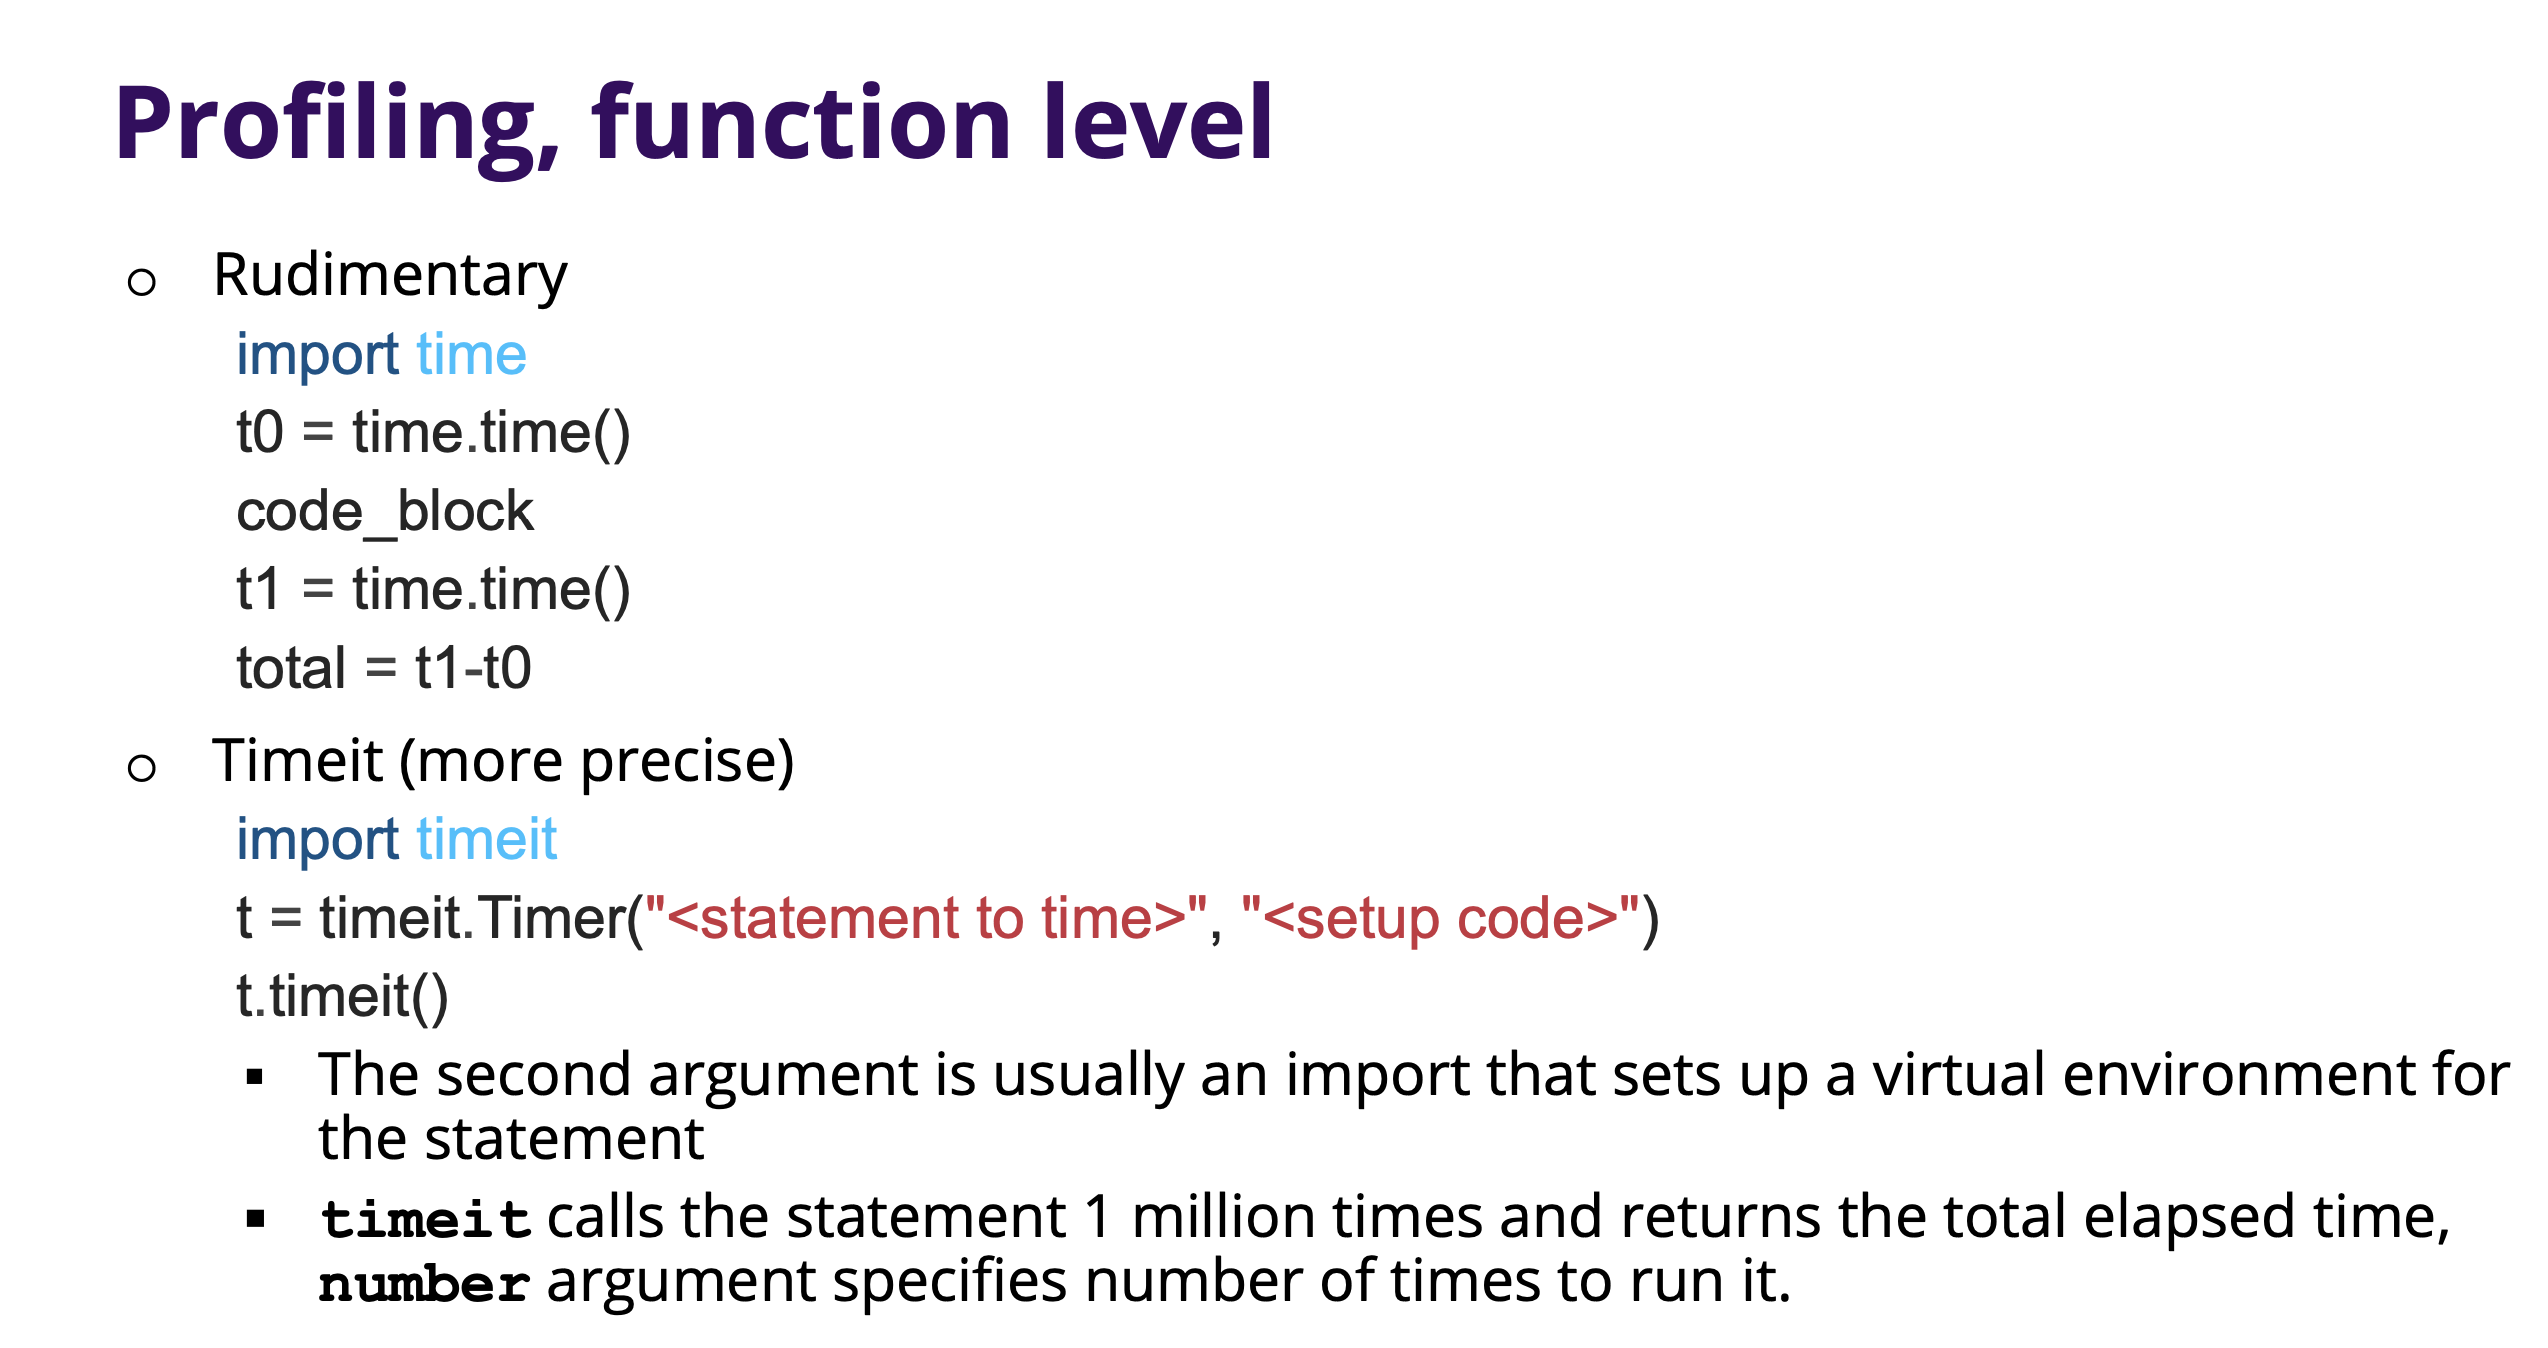 Profiling, function level
Rudimentary
import time
t0 = time.time()
code_block
t1 = time.time()
total = t1-t0
Timeit (more precise)
import timeit
t = timeit.Timer("<statement to time>", "<setup code>")
t.timeit()
The second argument is usually an import that sets up a virtual environment for
the statement
timeit calls the statement 1 million times and returns the total elapsed time,
number argument specifies number of times to run it.